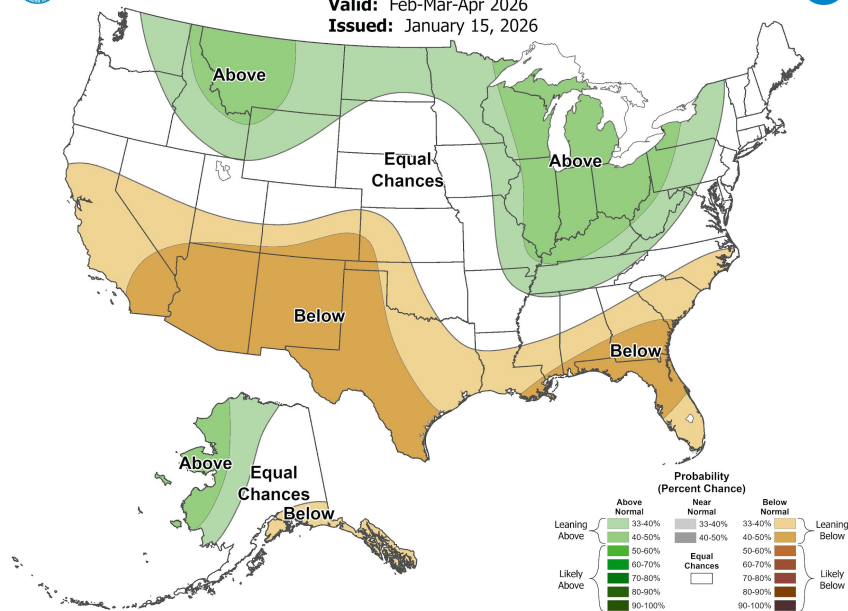 Valid: Feb-Mar-Apr 2026
Issued: January 15, 2026
Above
Equal
Chances
Above
Below
Below
Above
Equal
Chances
Below
Probability
(Percent Chance)
Above
Normal
Near
Normal
Below
Normal
Leaning
Above
33-40%
40-50%
33-40%
40-50%
33-40%
40-50%
Leaning
Below
Likely
Above
50-60%
60-70%
70-80%
80-90%
90-100%
Equal
Chances
50-60%
60-70%
70-80%
80-90%
90-100%
Likely
Below